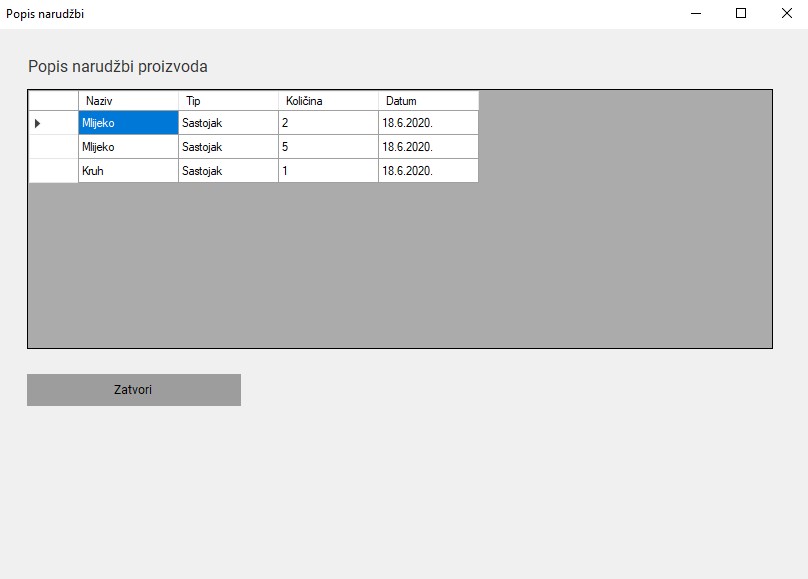 Popis narudžbi
Popis narudžbi proizvoda
Naziv Tip Količina Datum
Mlijeko Sastojak 2 18.6.2020.
Mlijeko Sastojak 5 18.6.2020.
Kruh Sastojak 1 18.6.2020.
Zatvori